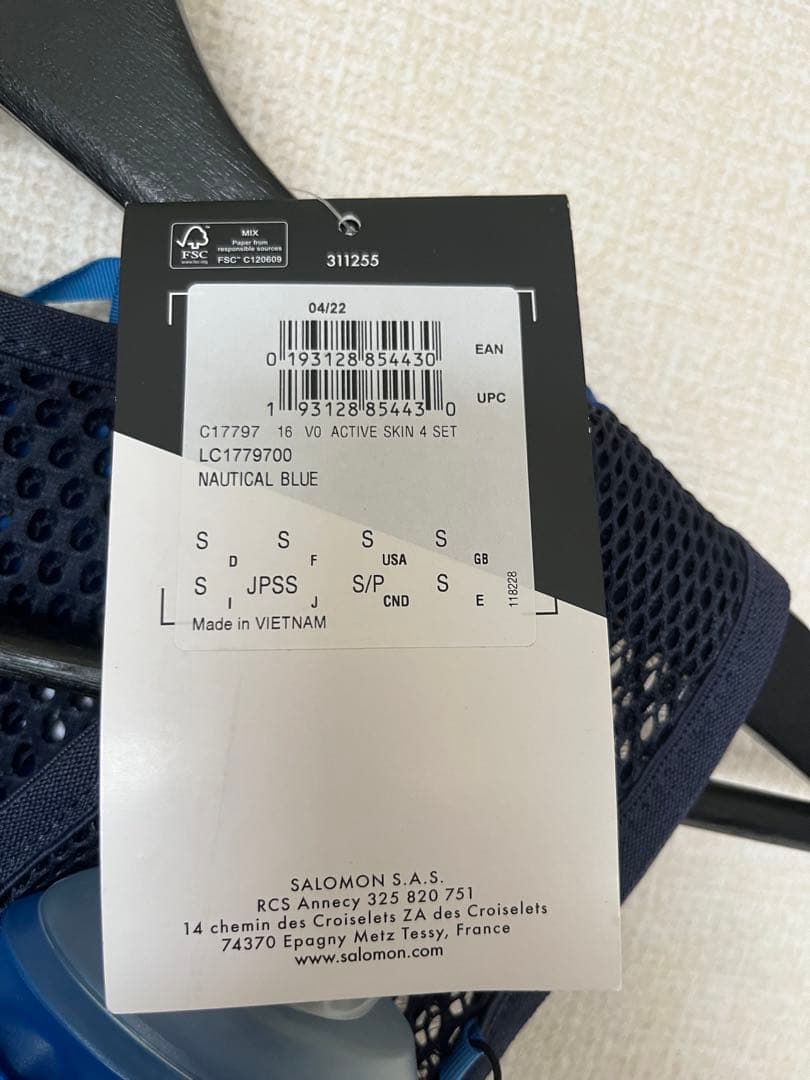 FSC
www.fsc.org
MIX
Paper from
responsible sources
FSC™ C120609
311255
04/22
0 193128 854430
EAN
1 93128 85443 0
UPC
C17797 16 V0 ACTIVE SKIN 4 SET
LC1779700
NAUTICAL BLUE
S D S F S USA S GB
S I JPSS J S/P CND S E
118228
Made in VIETNAM
SALOMON S.A.S.
RCS Annecy 325 820 751
14 chemin des Croiselets ZA des Croiselets
74370 Epagny Metz Tessy, France
www.salomon.com